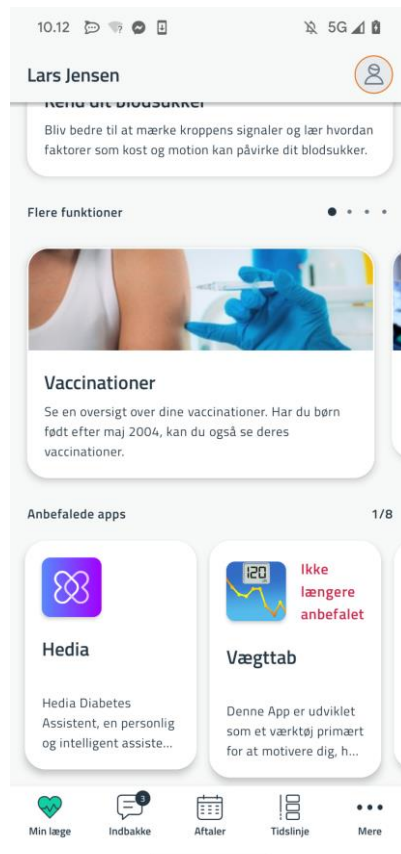 10.12
5G
Lars Jensen
Kend dit blodsukker
Bliv bedre til at mærke kroppens signaler og lær hvordan
faktorer som kost og motion kan påvirke dit blodsukker.
Flere funktioner
Vaccinationer
Se en oversigt over dine vaccinationer. Har du børn
født efter maj 2004, kan du også se deres
vaccinationer.
Anbefalede apps
1/8
Hedia
Hedia Diabetes
Assistent, en personlig
og intelligent assiste...
120
Ikke
længere
anbefalet
Vægttab
Denne App er udviklet
som et værktøj primært
for at motivere dig, h...
3
Min læge
Indbakke
Aftaler
Tidslinje
Mere